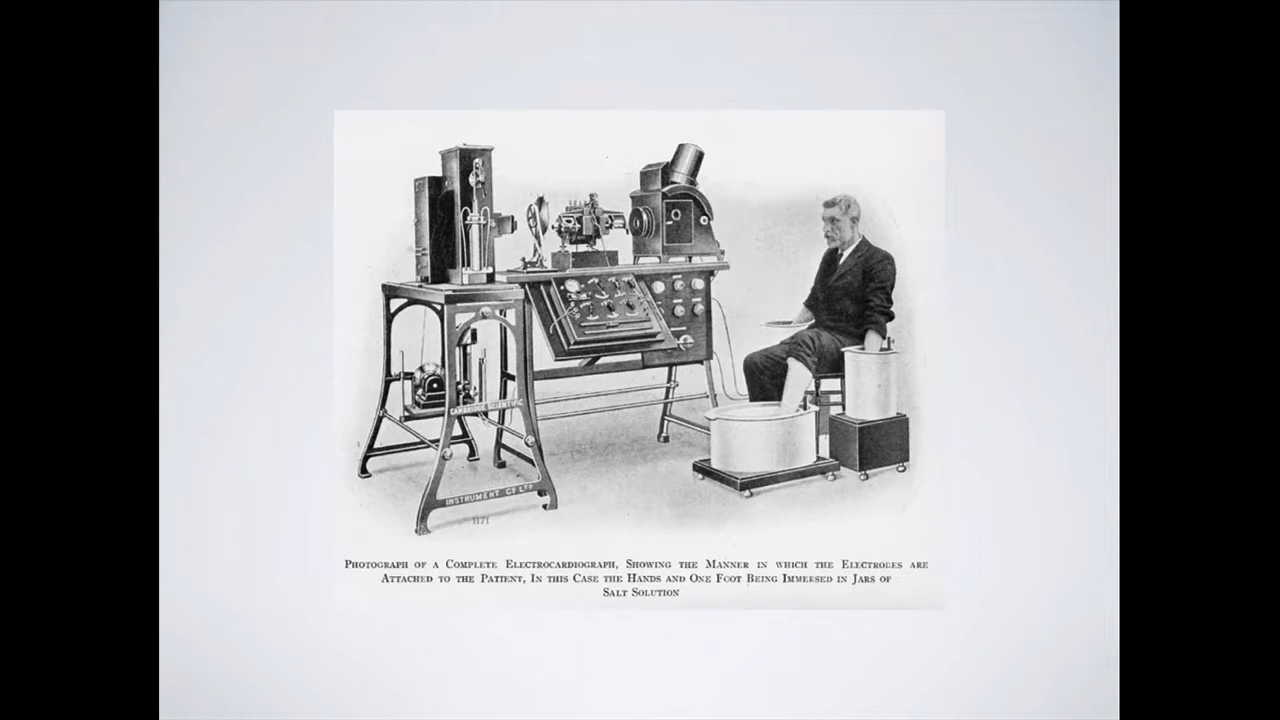 CAMBRIDGE SCIENTIFIC
INSTRUMENT Co LTD
1171
PHOTOGRAPH OF A COMPLETE ELECTROCARDIOGRAPH, SHOWING THE MANNER IN WHICH THE ELECTRODES ARE
ATTACHED TO THE PATIENT, IN THIS CASE THE HANDS AND ONE FOOT BEING IMMERSED IN JARS OF
SALT SOLUTION